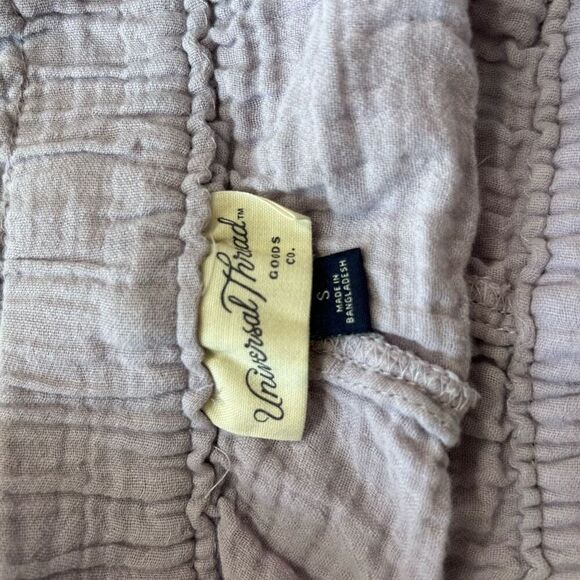 Universal Thread™
GOODS
CO.
S
MADE IN
BANGLADESH